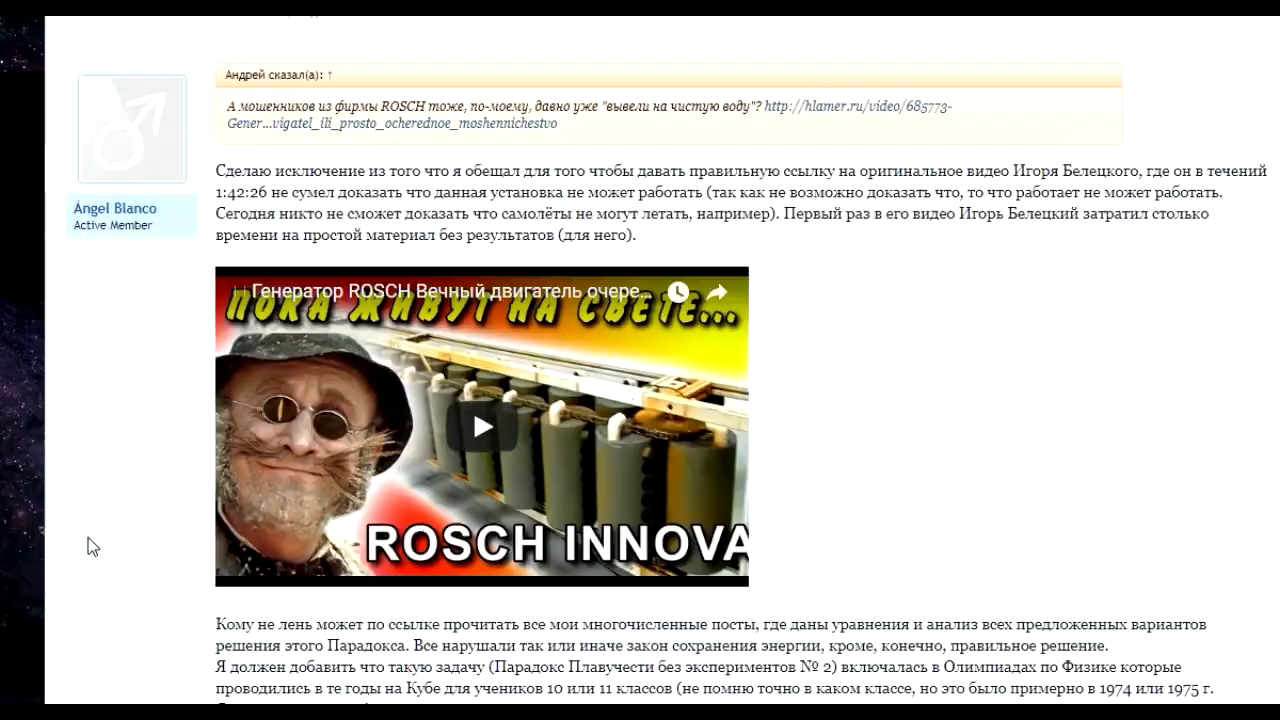 Андрей сказал(а): ↑
А мошенников из фирмы ROSCH тоже, по-моему, давно уже "вывели на чистую воду"? http://hlamer.ru/video/685773-
Gener...vigatel_ili_prosto_ocherednoe_moshennichestvo
Ángel Blanco
Active Member
Сделаю исключение из того что я обещал для того чтобы давать правильную ссылку на оригинальное видео Игоря Белецкого, где он в течений
1:42:26 не сумел доказать что данная установка не может работать (так как не возможно доказать что, то что работает не может работать.
Сегодня никто не сможет доказать что самолёты не могут летать, например). Первый раз в его видео Игорь Белецкий затратил столько
времени на простой материал без результатов (для него).
Генератор ROSCH Вечный двигатель очере...
ПОКА ЖИВУТ НА СВЕТЕ...
ROSCH INNOVA
Кому не лень может по ссылке прочитать все мои многочисленные посты, где даны уравнения и анализ всех предложенных вариантов
решения этого Парадокса. Все нарушали так или иначе закон сохранения энергии, кроме, конечно, правильное решение.
Я должен добавить что такую задачу (Парадокс Плавучести без экспериментов № 2) включалась в Олимпиадах по Физике которые
проводились в те годы на Кубе для учеников 10 или 11 классов (не помню точно в каком классе, но это было примерно в 1974 или 1975 г.